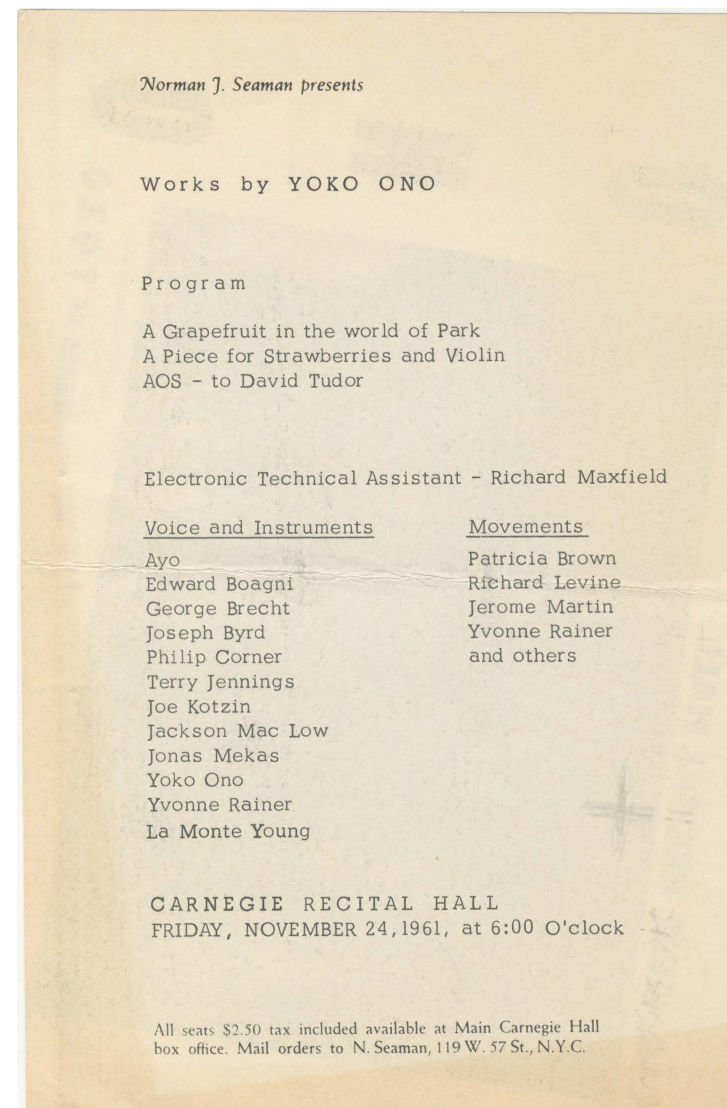 Norman J. Seaman presents
Works by YOKO ONO
Program
A Grapefruit in the world of Park
A Piece for Strawberries and Violin
AOS - to David Tudor
Electronic Technical Assistant - Richard Maxfield
Voice and Instruments
Ayo
Edward Boagni
George Brecht
Joseph Byrd
Philip Corner
Terry Jennings
Joe Kotzin
Jackson Mac Low
Jonas Mekas
Yoko Ono
Yvonne Rainer
La Monte Young
Movements
Patricia Brown
Richard Levine
Jerome Martin
Yvonne Rainer
and others
CARNEGIE RECITAL HALL
FRIDAY, NOVEMBER 24,1961, at 6:00 O'clock
All seats $2.50 tax included available at Main Carnegie Hall
box office. Mail orders to N. Seaman, 119 W. 57 St., N.Y.C.